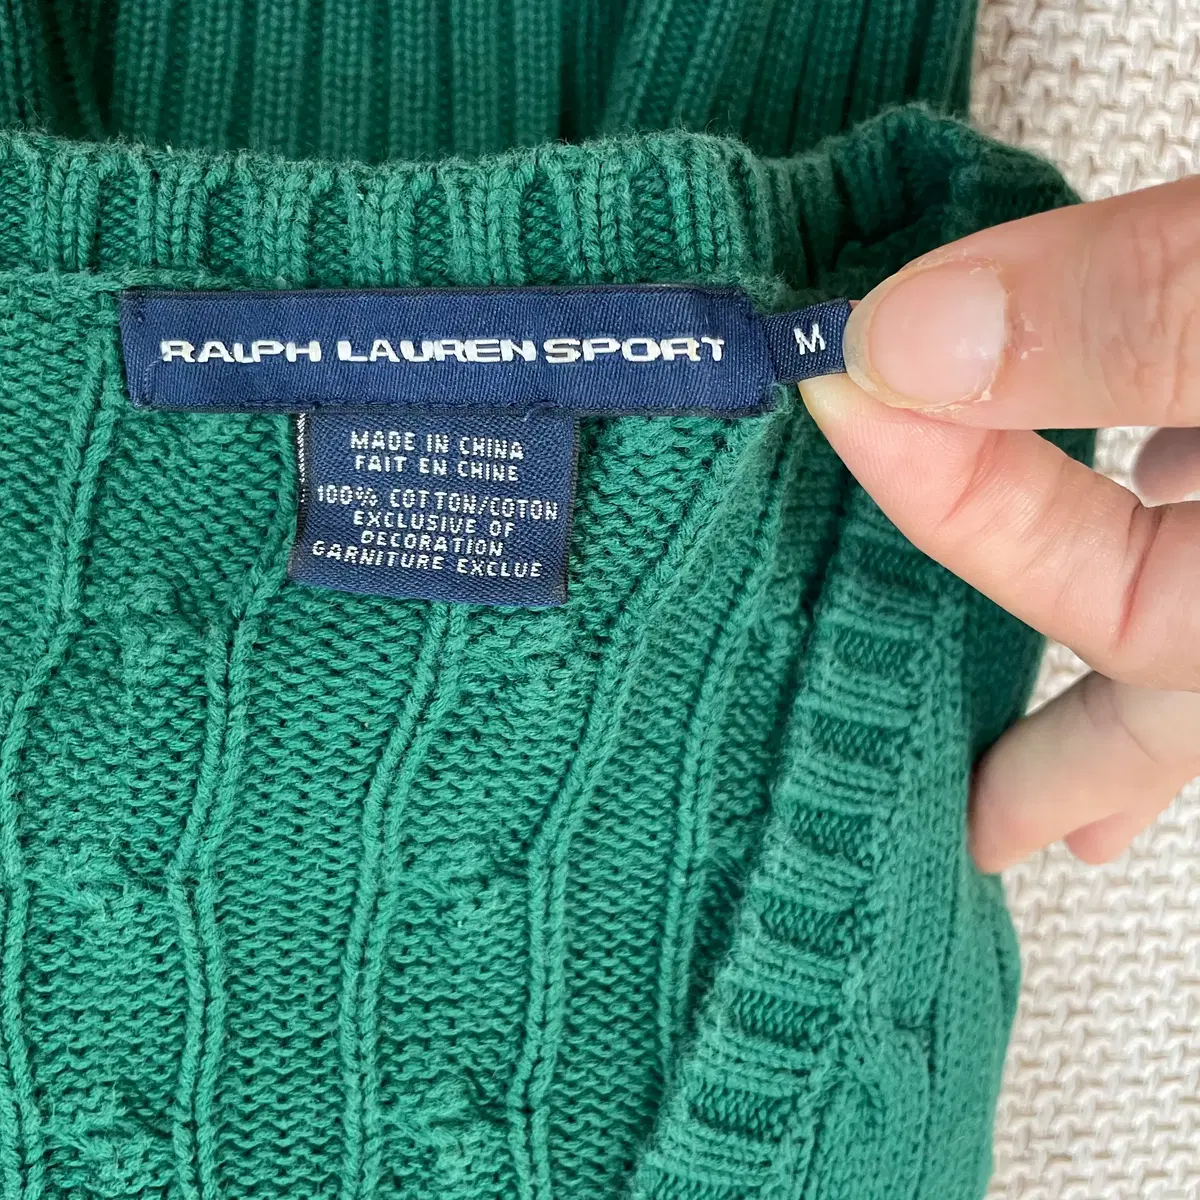 RALPH LAUREN SPORT
M
MADE IN CHINA
FAIT EN CHINE
100% COTTON/COTON
EXCLUSIVE OF
DECORATION
GARNITURE EXCLUE